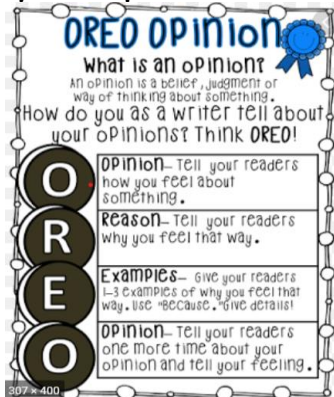 OREO OPINION
What is an opinion?
An opinion is a belief, judgment or
way of thinking about something.
How do you as a writer tell about
your opinions? Think OREO!
O
Opinion- Tell your readers
how you feel about
something.
R
Reason- Tell your readers
why you feel that way.
E
Examples- Give your readers
1-3 examples of why you feel that
way. Use "Because." Give details!
O
Opinion- Tell your readers
one more time about your
opinion and tell your feeling.
307 × 400